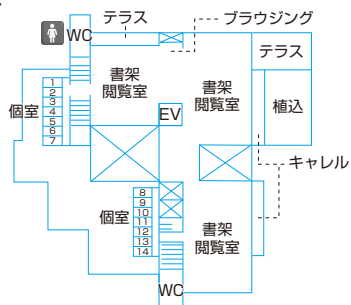 テラス
ブラウジング
WC
テラス
書架
閲覧室
書架
閲覧室
個室
1
2
3
4
5
6
7
EV
植込
キャレル
個室
8
9
10
11
12
13
14
書架
閲覧室
WC